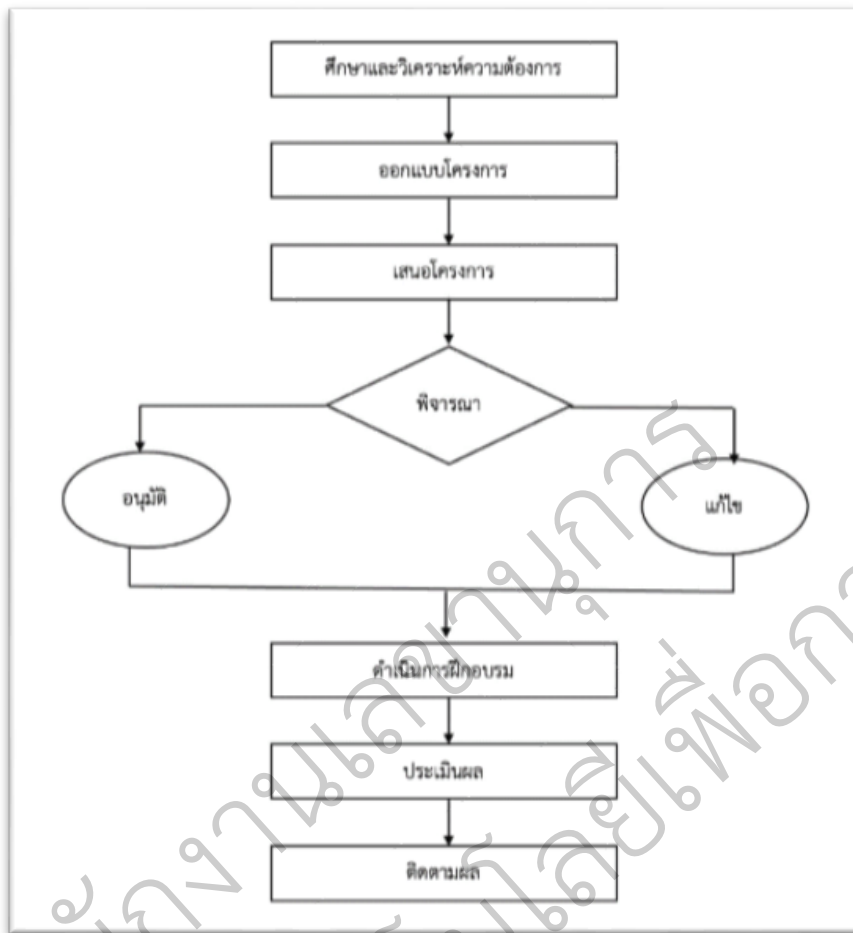 ศึกษาและวิเคราะห์ความต้องการ
ออกแบบโครงการ
เสนอโครงการ
พิจารณา
อนุมัติ
แก้ไข
ดำเนินการฝึกอบรม
ประเมินผล
ติดตามผล